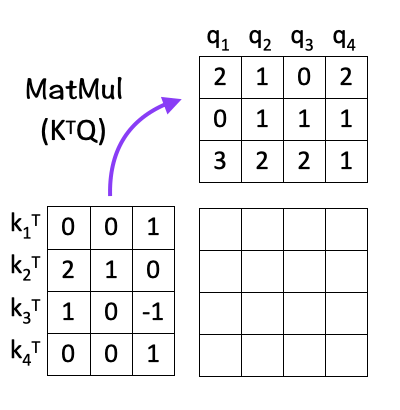 q₁ q₂ q₃ q₄
2 1 0 2
MatMul
(KᵀQ)
0 1 1 1
3 2 2 1
k₁ᵀ 0 0 1
k₂ᵀ 2 1 0
k₃ᵀ 1 0 -1
k₄ᵀ 0 0 1